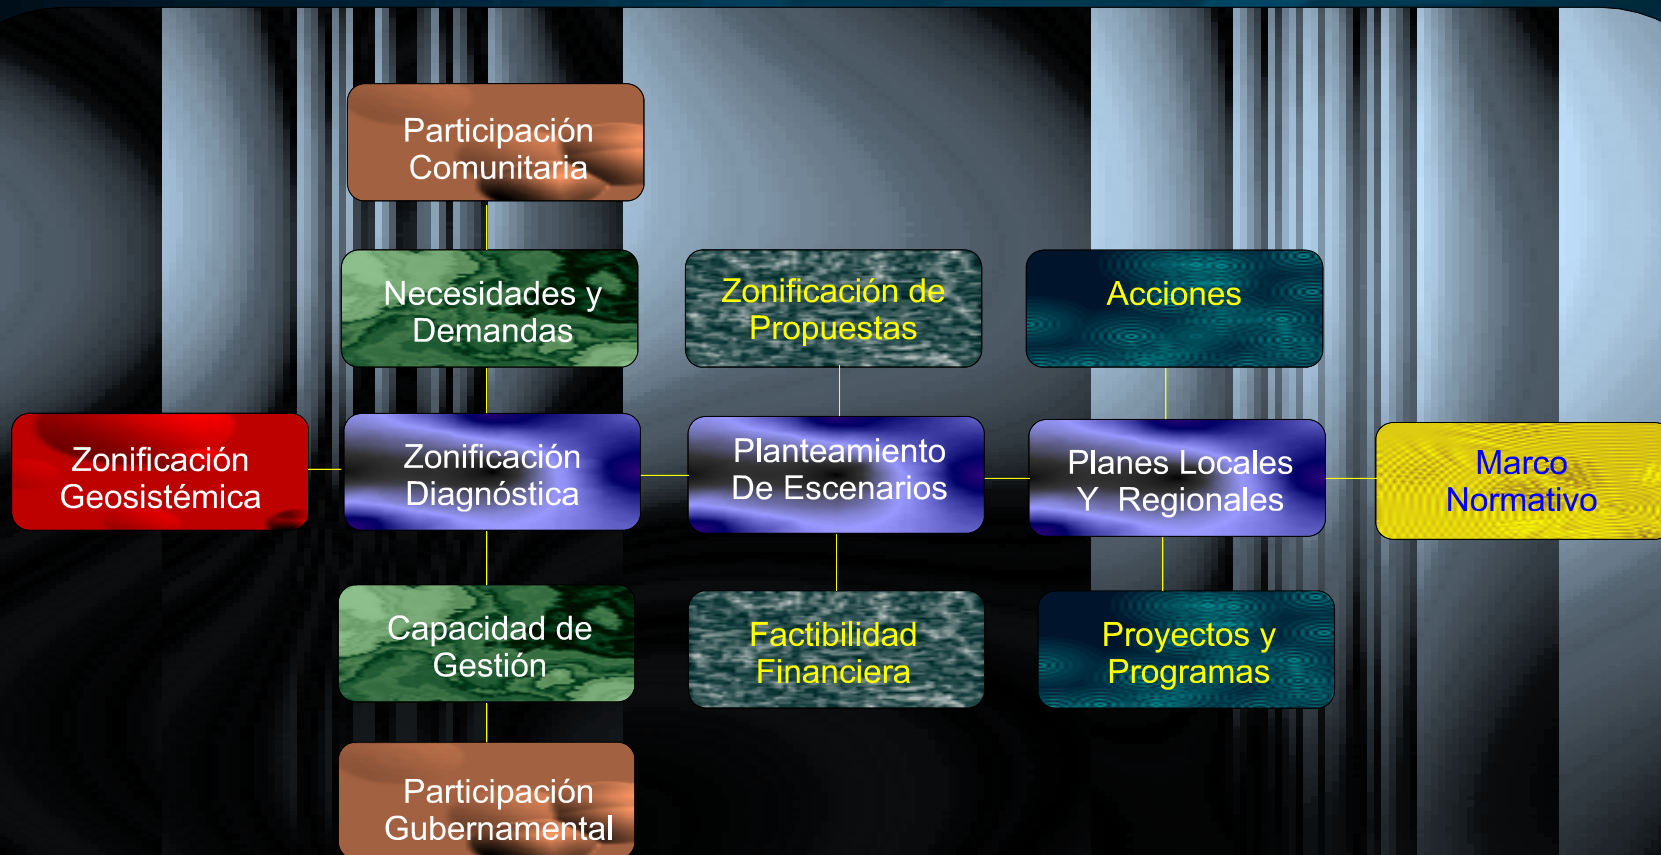 Participación
Comunitaria
Necesidades y
Demandas
Zonificación de
Propuestas
Acciones
Zonificación
Geosistémica
Zonificación
Diagnóstica
Planteamiento
De Escenarios
Planes Locales
Y  Regionales
Marco
Normativo
Capacidad de
Gestión
Factibilidad
Financiera
Proyectos y
Programas
Participación
Gubernamental